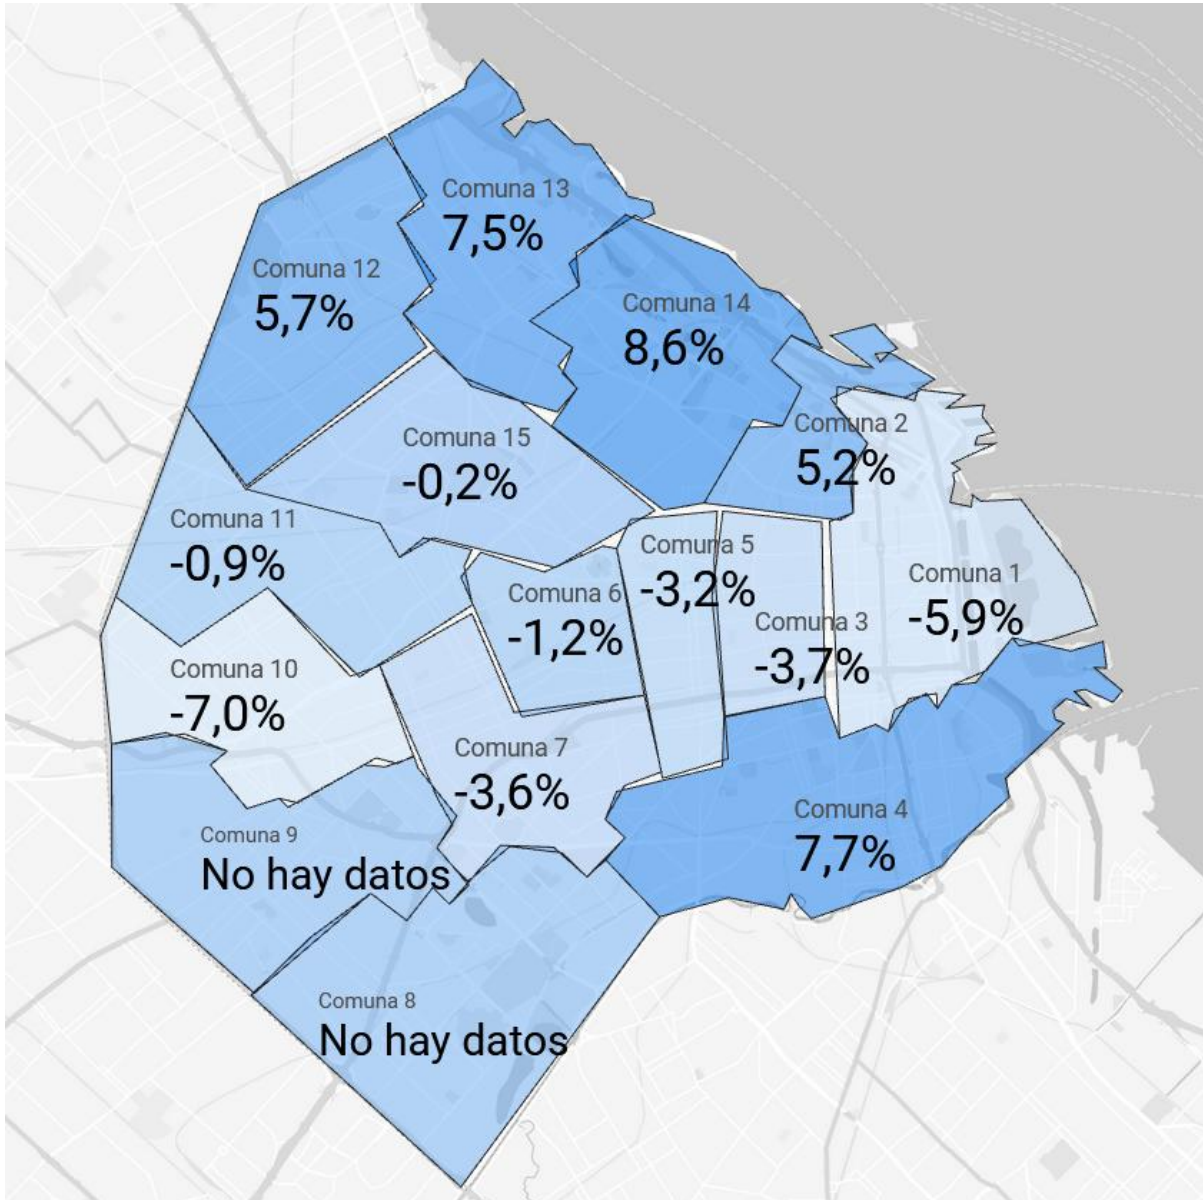 Comuna 13
7,5%
Comuna 12
5,7%
Comuna 14
8,6%
Comuna 2
5,2%
Comuna 15
-0,2%
Comuna 11
-0,9%
Comuna 5
-3,2%
Comuna 1
-5,9%
Comuna 6
-1,2%
Comuna 3
-3,7%
Comuna 10
-7,0%
Comuna 7
-3,6%
Comuna 4
7,7%
Comuna 9
No hay datos
Comuna 8
No hay datos